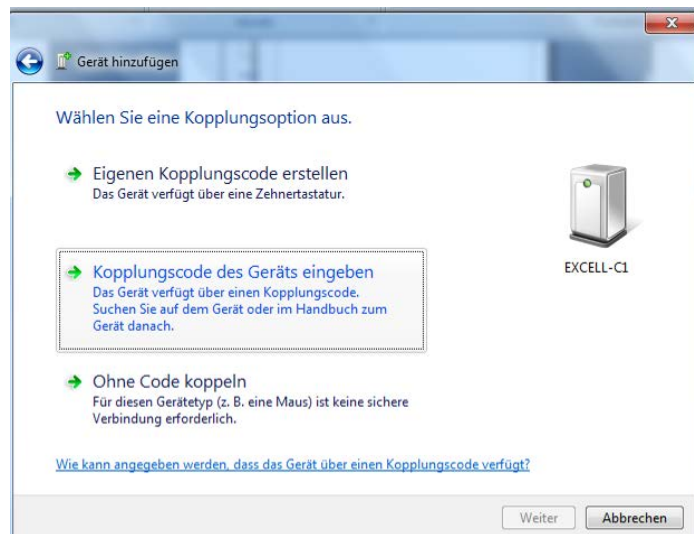 Gerät hinzufügen
Wählen Sie eine Kopplungsoption aus.
Eigenen Kopplungscode erstellen
Das Gerät verfügt über eine Zehnertastatur.
Kopplungscode des Geräts eingeben
Das Gerät verfügt über einen Kopplungscode.
Suchen Sie auf dem Gerät oder im Handbuch zum
Gerät danach.
EXCELL-C1
Ohne Code koppeln
Für diesen Gerätetyp (z. B. eine Maus) ist keine sichere
Verbindung erforderlich.
Wie kann angegeben werden, dass das Gerät über einen Kopplungscode verfügt?
Weiter
Abbrechen